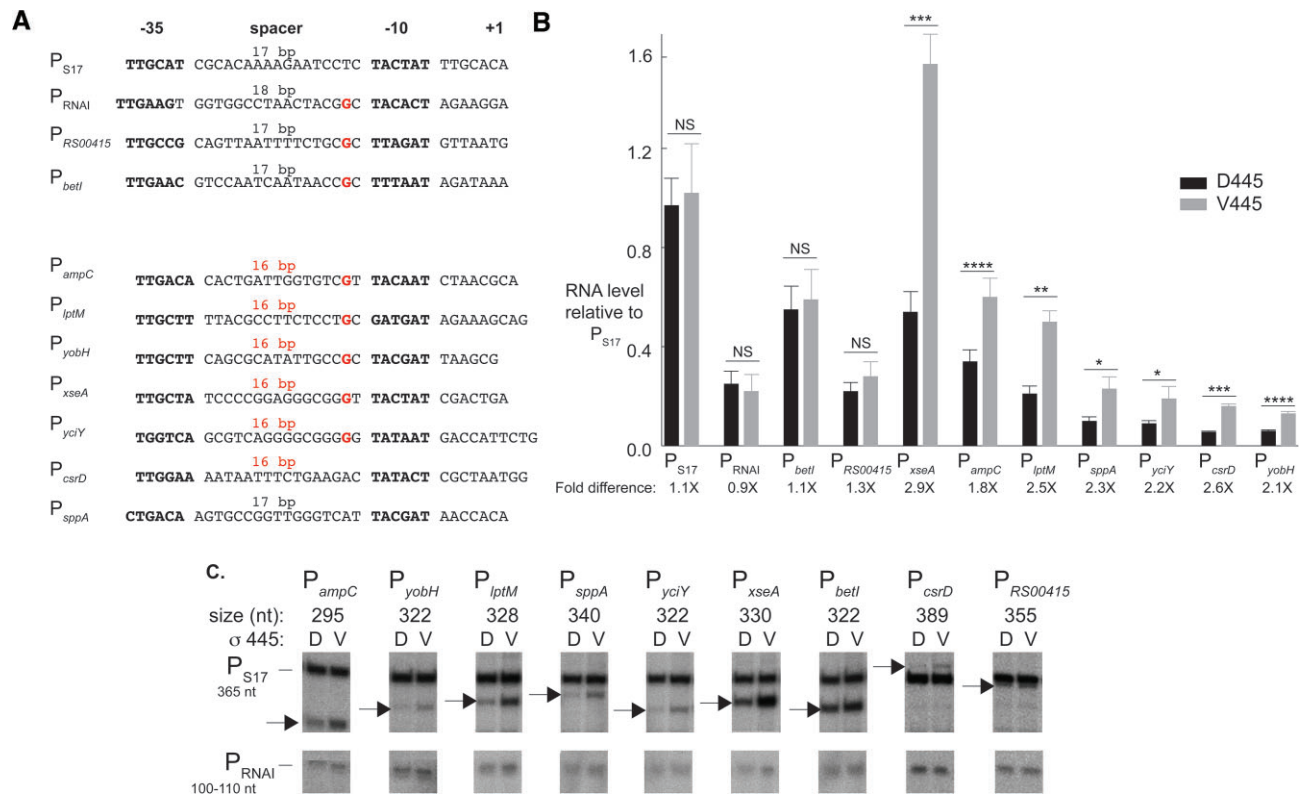 A
-35 spacer -10 +1
17 bp
P S17 TTGCAT CGCACAAAAGAATCCTC TACTAT TTGCACA
18 bp
P RNAI TTGAAGT GGTGGCCTAACTACGGC TACACT AGAAGGA
17 bp
P RS00415 TTGCCG CAGTTAATTTTCTGCGC TTAGAT GTTAATG
17 bp
P betI TTGAAC GTCCAATCAATAACCGC TTTAAT AGATAAA
16 bp
P ampC TTGACA CACTGATTGGTGTCGT TACAAT CTAACGCA
16 bp
P lptM TTGCTT TTACGCCTTCTCCTGC GATGAT AGAAAGCAG
16 bp
P yobH TTGCTT CAGCGCATATTGCCGC TACGAT TAAGCG
16 bp
P xseA TTGCTA TCCCCGGAGGGCGGGT TACTAT CGACTGA
16 bp
P yciY TGGTCA GCGTCAGGGGCGGGGG TATAAT GACCATTCTG
16 bp
P csrD TTGGAA AATAATTTCTGAAGAC TATACT CGCTAATGG
17 bp
P sppA CTGACA AGTGCCGGTTGGGTCAT TACGAT AACCACA
B
1.6
1.2
0.8
0.4
0.0
RNA level
relative to
P S17
NS NS NS NS *** **** ** * * *** ****
D445
V445
P S17 P RNAI P betI P RS00415 P xseA P ampC P lptM P sppA P yciY P csrD P yobH
Fold difference: 1.1X 0.9X 1.1X 1.3X 2.9X 1.8X 2.5X 2.3X 2.2X 2.6X 2.1X
C.
P ampC P yobH P lptM P sppA P yciY P xseA P betI P csrD P RS00415
size (nt): 295 322 328 340 322 330 322 389 355
σ 445: D V D V D V D V D V D V D V D V D V
P S17
365 nt
P RNAI
100-110 nt